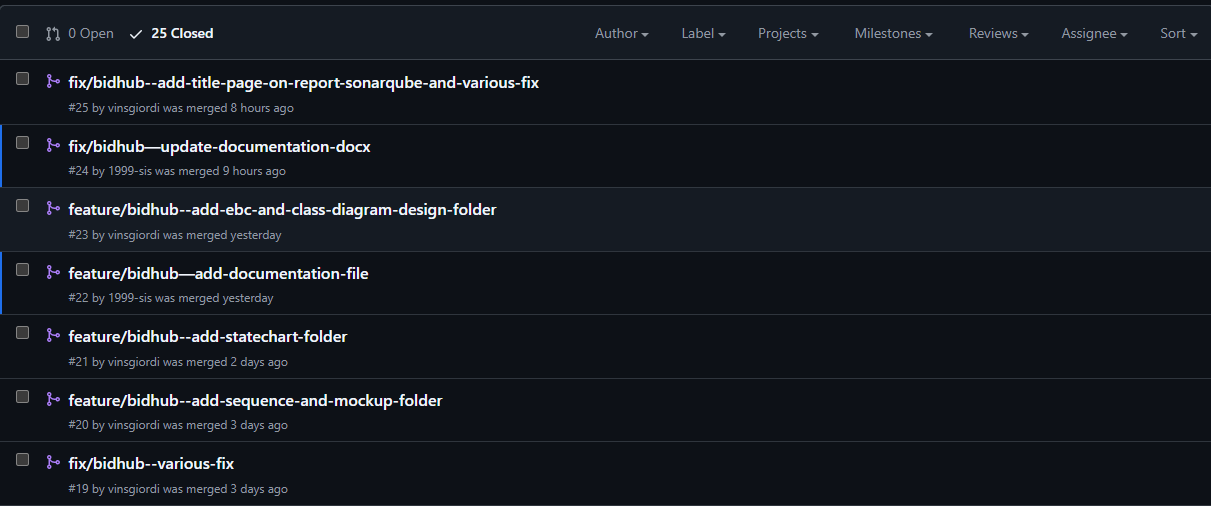 0 Open 25 Closed Author Label Projects Milestones Reviews Assignee Sort
fix/bidhub--add-title-page-on-report-sonarqube-and-various-fix
#25 by vinsgiordi was merged 8 hours ago
fix/bidhub—update-documentation-docx
#24 by 1999-sis was merged 9 hours ago
feature/bidhub--add-ebc-and-class-diagram-design-folder
#23 by vinsgiordi was merged yesterday
feature/bidhub—add-documentation-file
#22 by 1999-sis was merged yesterday
feature/bidhub--add-statechart-folder
#21 by vinsgiordi was merged 2 days ago
feature/bidhub--add-sequence-and-mockup-folder
#20 by vinsgiordi was merged 3 days ago
fix/bidhub--various-fix
#19 by vinsgiordi was merged 3 days ago